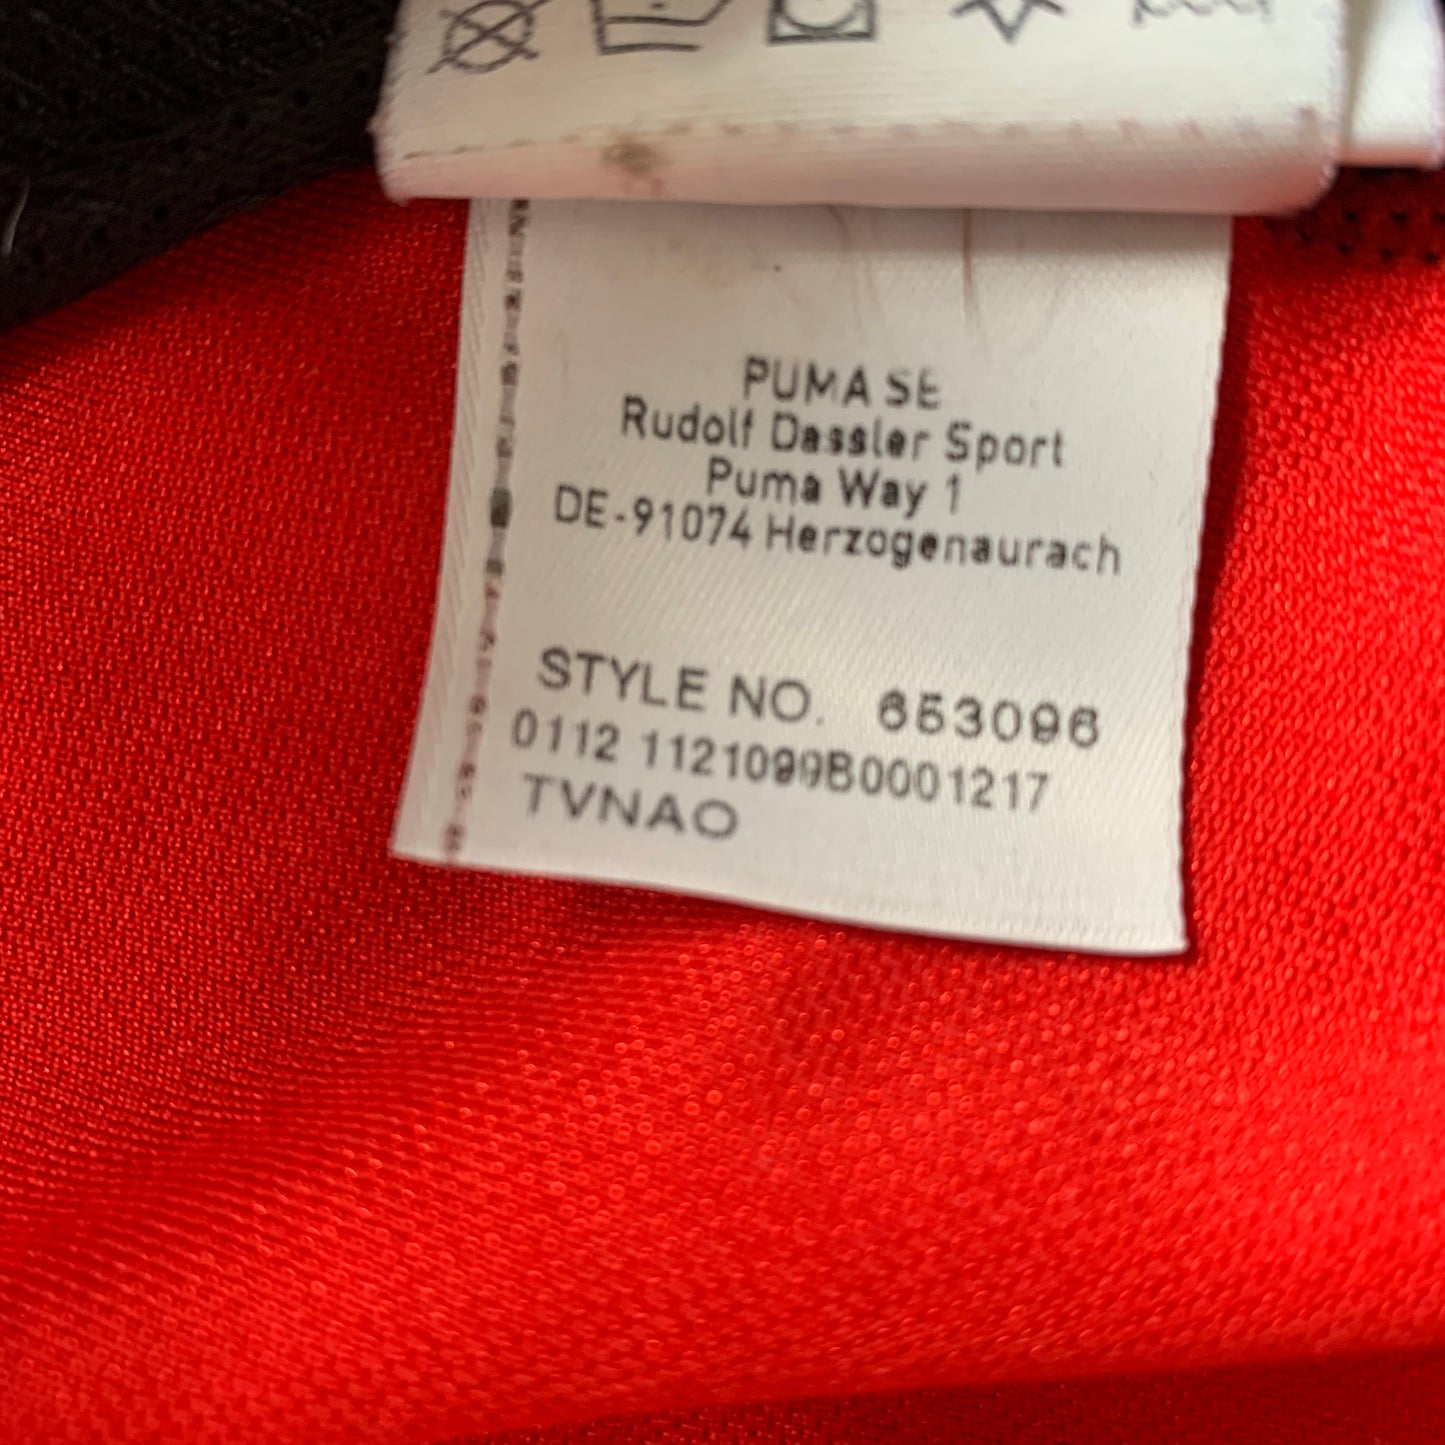 PUMA SE
Rudolf Dassler Sport
Puma Way 1
DE-91074 Herzogenaurach
STYLE NO. 653096
0112 1121099B0001217
TVNAO